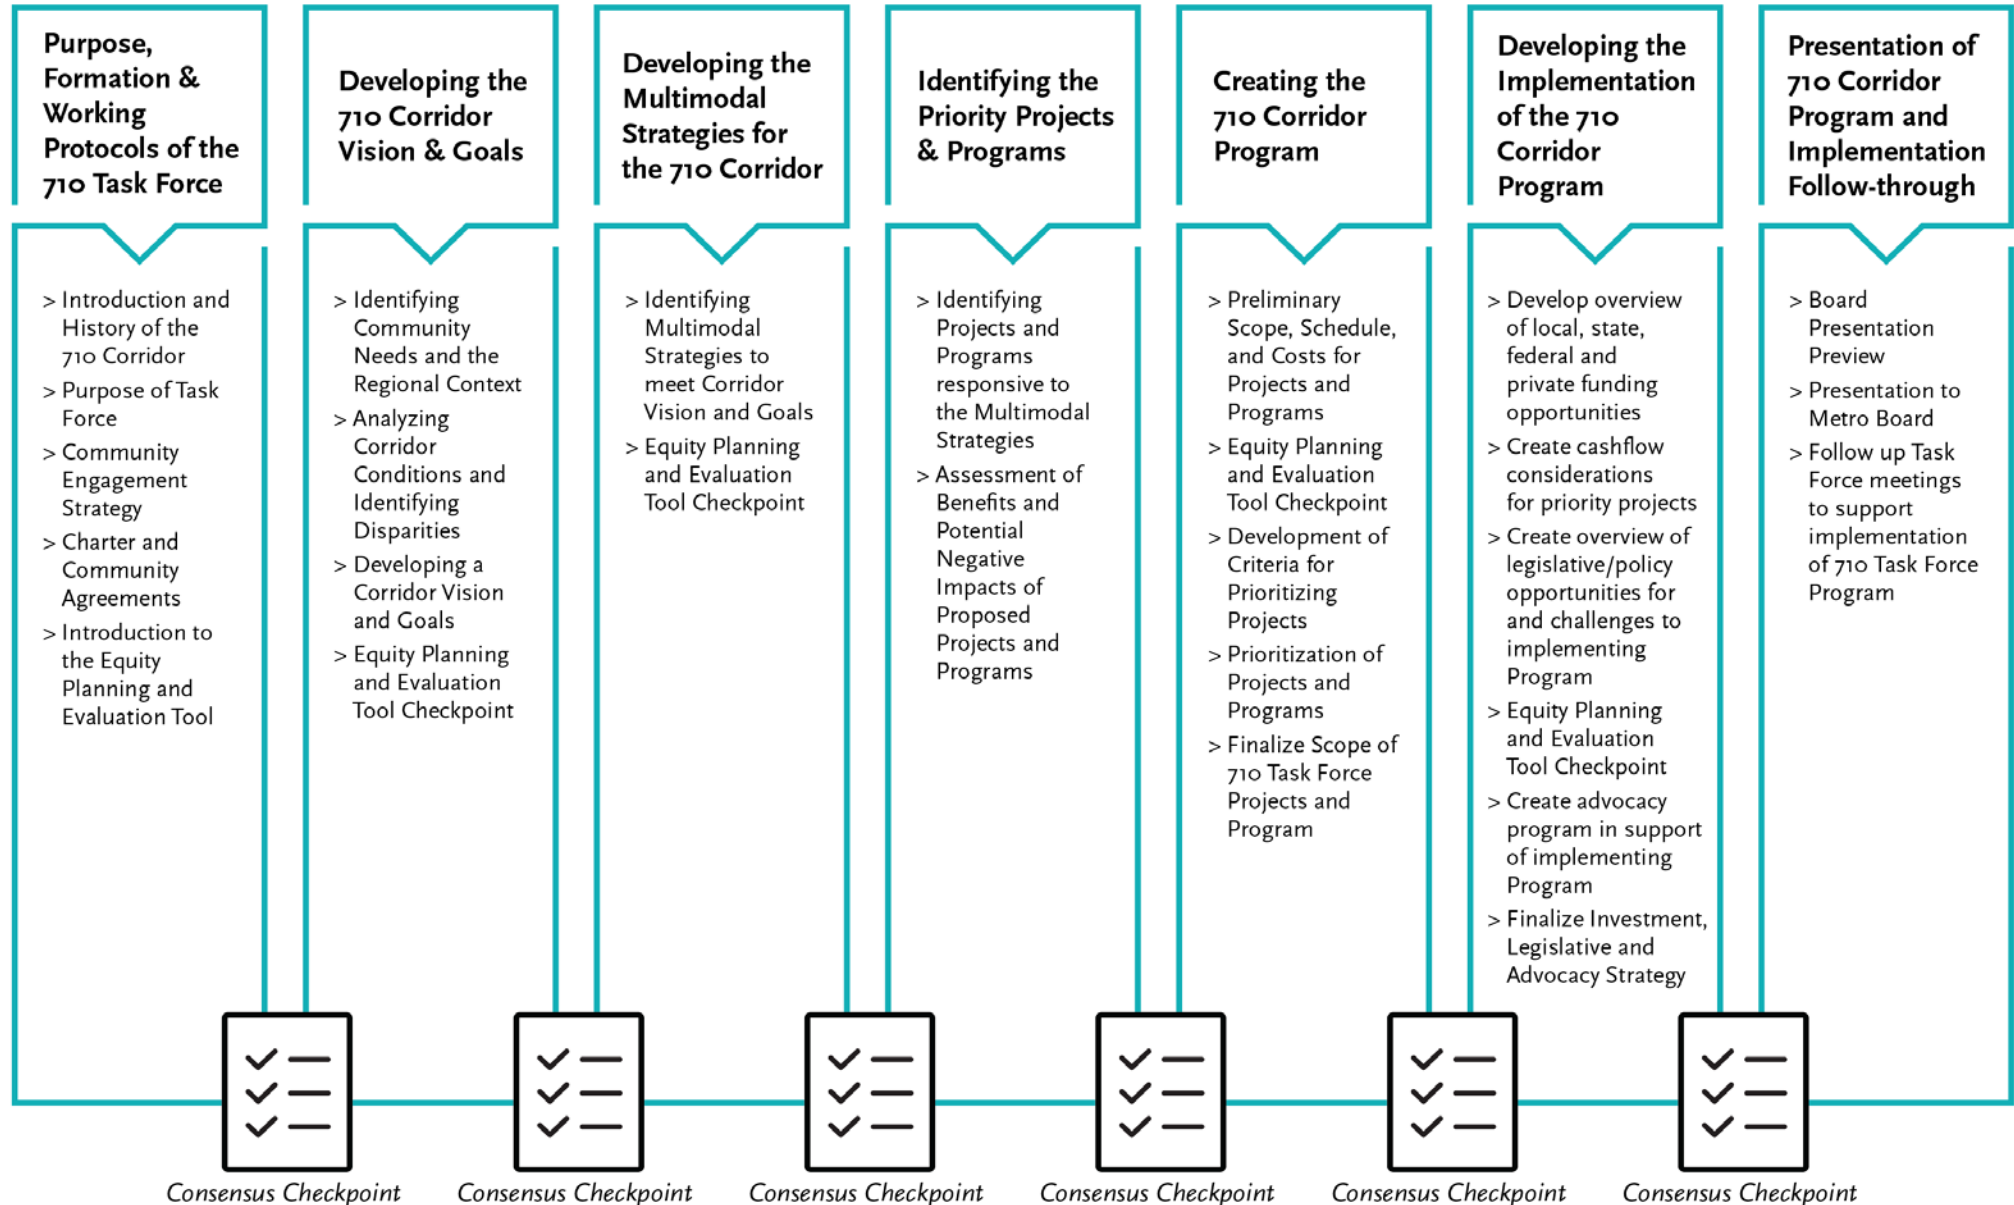 Purpose,
Formation &
Working
Protocols of the
710 Task Force
> Introduction and
History of the
710 Corridor
> Purpose of Task
Force
> Community
Engagement
Strategy
> Charter and
Community
Agreements
> Introduction to
the Equity
Planning and
Evaluation Tool
Developing the
710 Corridor
Vision & Goals
> Identifying
Community
Needs and the
Regional Context
> Analyzing
Corridor
Conditions and
Identifying
Disparities
> Developing a
Corridor Vision
and Goals
> Equity Planning
and Evaluation
Tool Checkpoint
Developing the
Multimodal
Strategies for
the 710 Corridor
> Identifying
Multimodal
Strategies to
meet Corridor
Vision and Goals
> Equity Planning
and Evaluation
Tool Checkpoint
Identifying the
Priority Projects
& Programs
> Identifying
Projects and
Programs
responsive to
the Multimodal
Strategies
> Assessment of
Benefits and
Potential
Negative
Impacts of
Proposed
Projects and
Programs
Creating the
710 Corridor
Program
> Preliminary
Scope, Schedule,
and Costs for
Projects and
Programs
> Equity Planning
and Evaluation
Tool Checkpoint
> Development of
Criteria for
Prioritizing
Projects
> Prioritization of
Projects and
Programs
> Finalize Scope of
710 Task Force
Projects and
Program
Developing the
Implementation
of the 710
Corridor
Program
> Develop overview
of local, state,
federal and
private funding
opportunities
> Create cashflow
considerations
for priority projects
> Create overview of
legislative/policy
opportunities for
and challenges to
implementing
Program
> Equity Planning
and Evaluation
Tool Checkpoint
> Create advocacy
program in support
of implementing
Program
> Finalize Investment,
Legislative and
Advocacy Strategy
Presentation of
710 Corridor
Program and
Implementation
Follow-through
> Board
Presentation
Preview
> Presentation to
Metro Board
> Follow up Task
Force meetings
to support
implementation
of 710 Task Force
Program
Consensus Checkpoint
Consensus Checkpoint
Consensus Checkpoint
Consensus Checkpoint
Consensus Checkpoint
Consensus Checkpoint